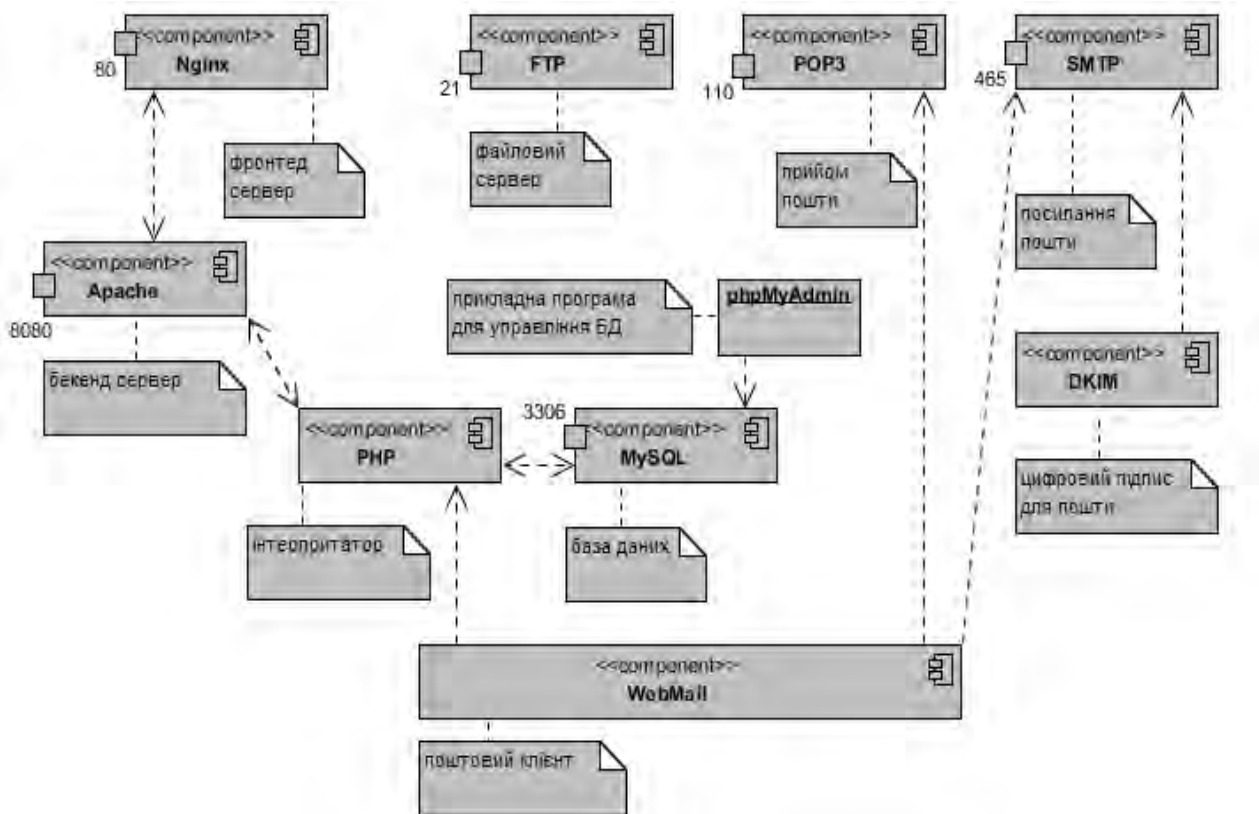 <<component>>
Nginx
80
<<component>>
FTP
21
<<component>>
POP3
110
<<component>>
SMTP
465
фронтед
сервер
файловий
сервер
прийом
пошти
посилання
пошти
<<component>>
Apache
8080
прикладна програма
для управління БД
phpMyAdmin
<<component>>
DKIM
бекенд сервер
<<component>>
PHP
3306
<<component>>
MySQL
цифровий підпис
для пошти
інтерпритатор
база даних
<<component>>
WebMail
поштовий клієнт